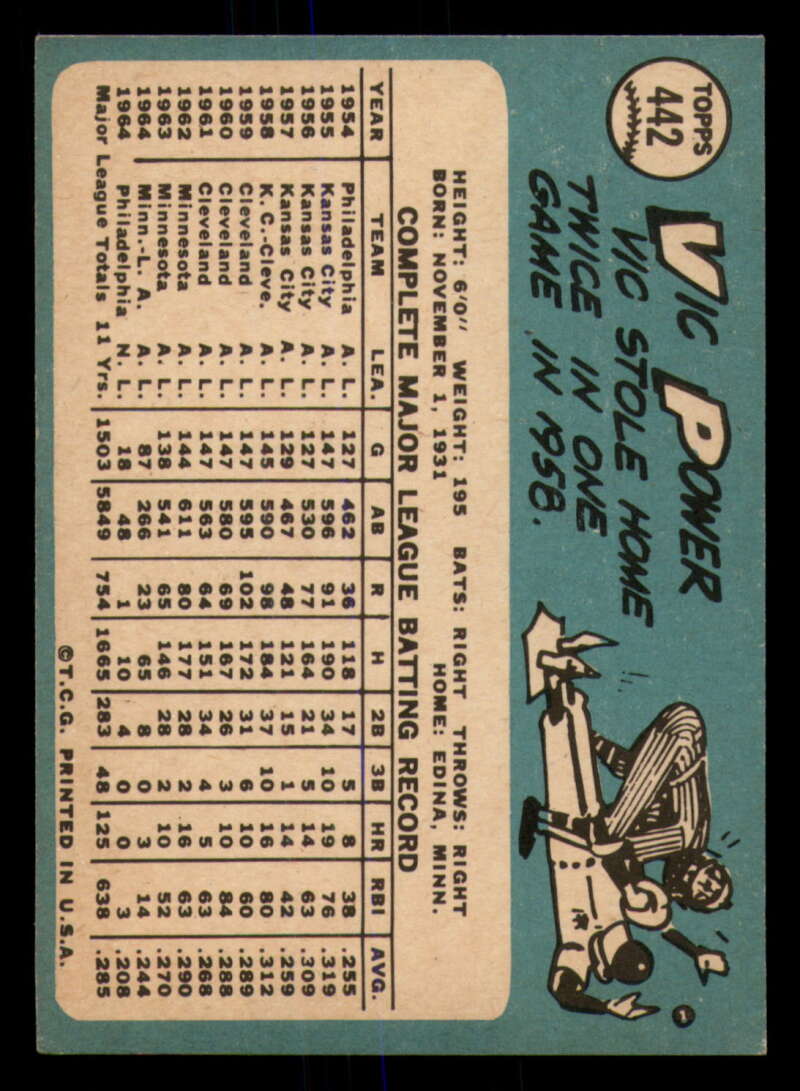 TOPPS
442
VIC POWER
VIC STOLE HOME
TWICE IN ONE
GAME IN 1958.
!!
1
HEIGHT: 6'0" WEIGHT: 195 BATS: RIGHT THROWS: RIGHT
BORN: NOVEMBER 1, 1931 HOME: EDINA, MINN.
COMPLETE MAJOR LEAGUE BATTING RECORD
YEAR TEAM LEA. G AB R H 2B 3B HR RBI AVG.
1954 Philadelphia A. L. 127 462 36 118 17 5 8 38 .255
1955 Kansas City A. L. 147 596 91 190 34 10 19 76 .319
1956 Kansas City A. L. 127 530 77 164 21 5 14 63 .309
1957 Kansas City A. L. 129 467 48 121 15 1 14 42 .259
1958 K. C.-Cleve. A. L. 145 590 98 184 37 10 16 80 .312
1959 Cleveland A. L. 147 595 102 172 31 6 10 60 .289
1960 Cleveland A. L. 147 580 69 167 26 3 10 84 .288
1961 Cleveland A. L. 147 563 64 151 34 4 5 63 .268
1962 Minnesota A. L. 144 611 80 177 28 2 16 63 .290
1963 Minnesota A. L. 138 541 65 146 28 2 10 52 .270
1964 Minn.-L. A. A. L. 87 266 23 65 8 0 3 14 .244
1964 Philadelphia N. L. 18 48 1 10 4 0 0 3 .208
Major League Totals 11 Yrs. 1503 5849 754 1665 283 48 125 638 .285
©T.C.G. PRINTED IN U.S.A.